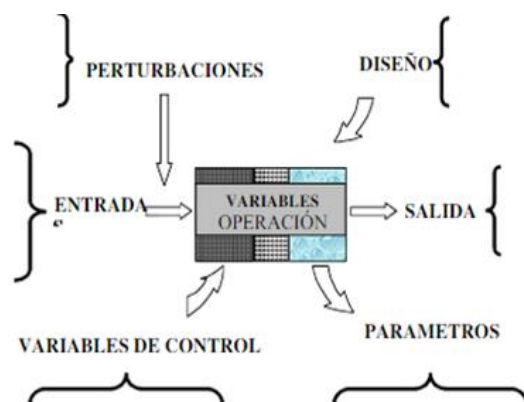 PERTURBACIONES
DISEÑO
ENTRADA
s
VARIABLES
OPERACIÓN
SALIDA
VARIABLES DE CONTROL
PARAMETROS